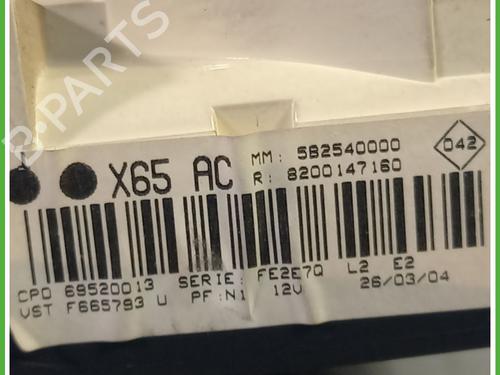 B-PARTS
X65 AC MM: 5B2540000
R: 8200147160
042
CPD 69520013 SERIE: FE2E7Q L2 E2
VST F665793 U PF:N1 12V 26/03/04